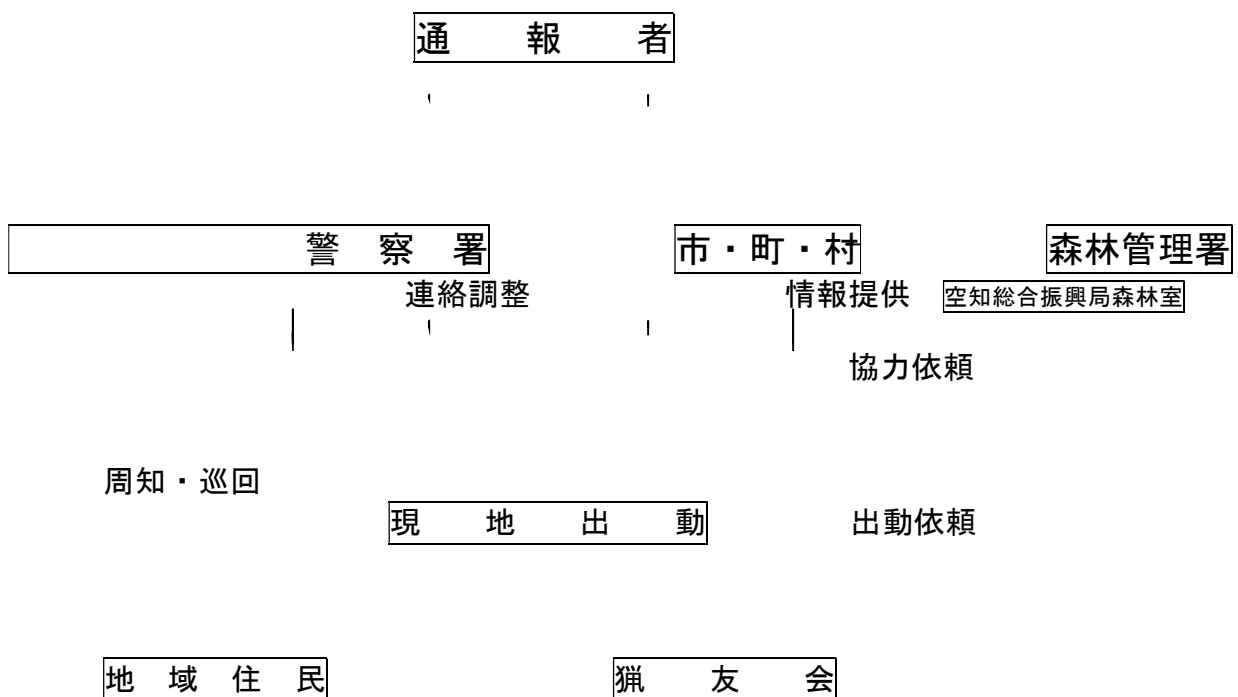 通報者
警察署 市・町・村 森林管理署
連絡調整 情報提供 空知総合振興局森林室
協力依頼
周知・巡回
現地出動 出動依頼
地域住民 猟友会